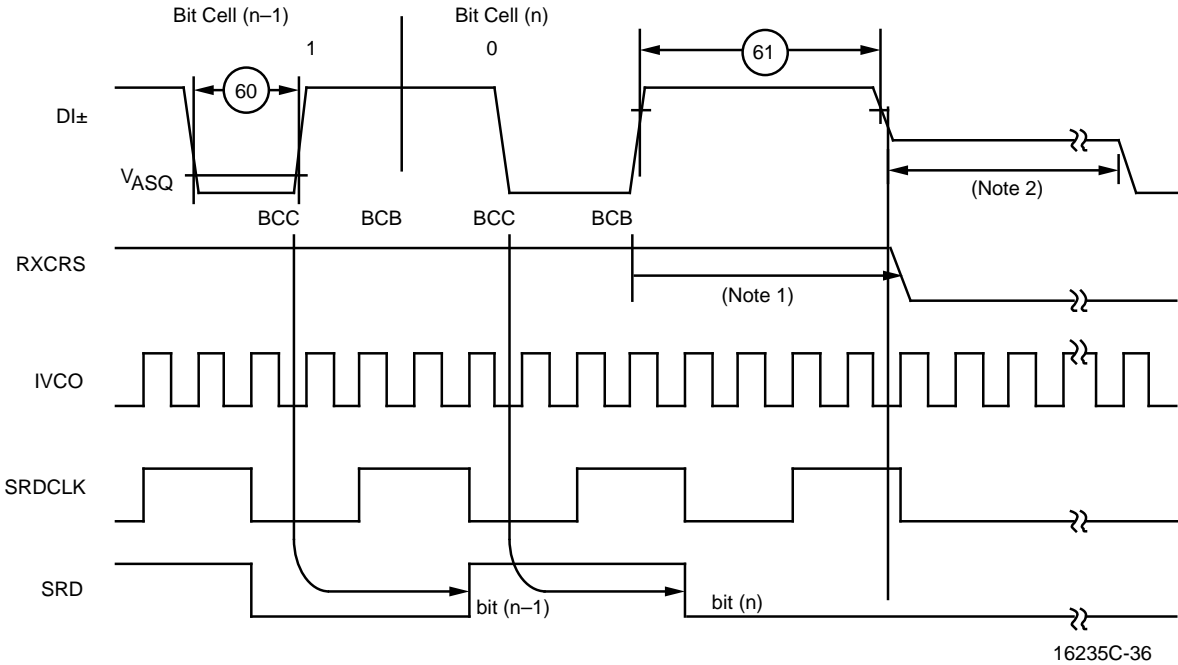 Bit Cell (n–1)
Bit Cell (n)
1
0
61
60
DI±
VASQ
(Note 2)
BCC
BCB
BCC
BCB
RXCRS
(Note 1)
IVCO
SRDCLK
SRD
bit (n–1)
bit (n)
16235C-36